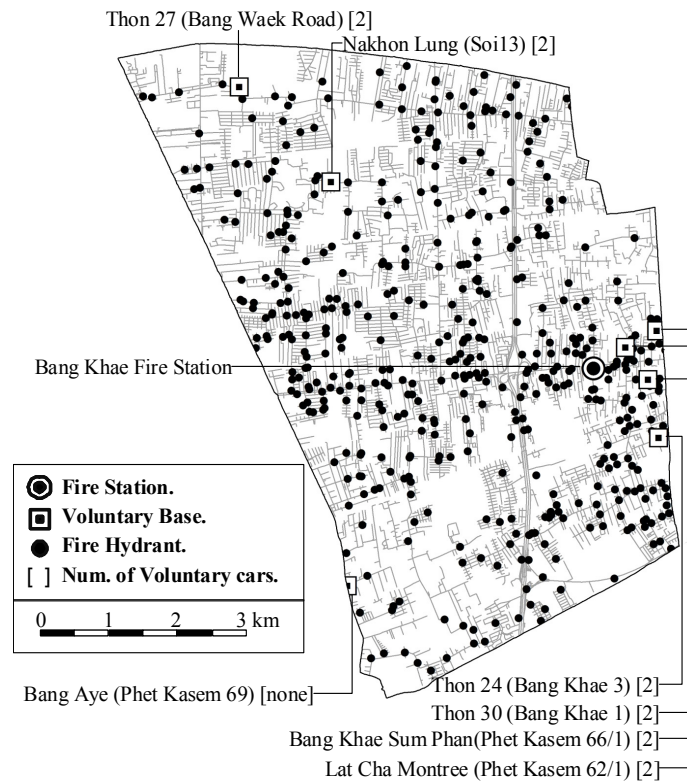 Thon 27 (Bang Waek Road) [2]
Nakhon Lung (Soi13) [2]
Bang Khae Fire Station
Fire Station.
Voluntary Base.
Fire Hydrant.
[ ] Num. of Voluntary cars.
0 1 2 3 km
Bang Aye (Phet Kasem 69) [none]
Thon 24 (Bang Khae 3) [2]
Thon 30 (Bang Khae 1) [2]
Bang Khae Sum Phan(Phet Kasem 66/1) [2]
Lat Cha Montree (Phet Kasem 62/1) [2]